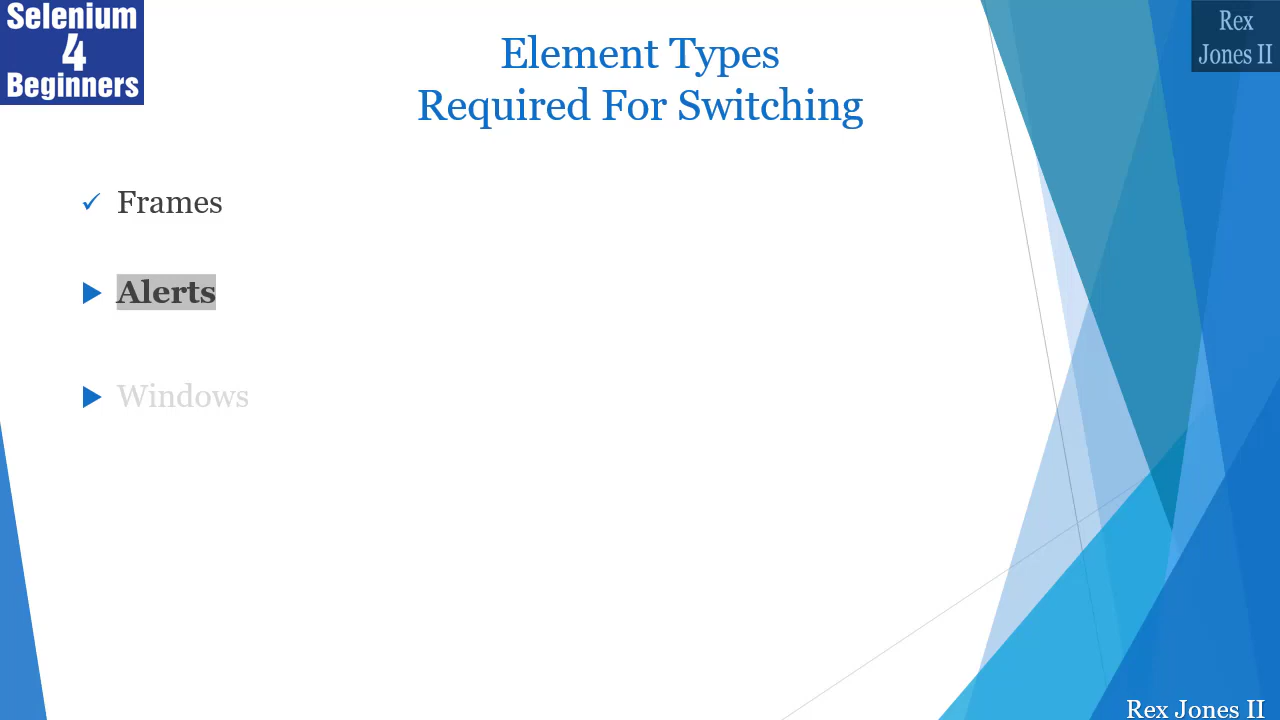 Selenium
4
Beginners
Rex
Jones II
Element Types
Required For Switching
Frames
Alerts
Windows
Rex Jones II